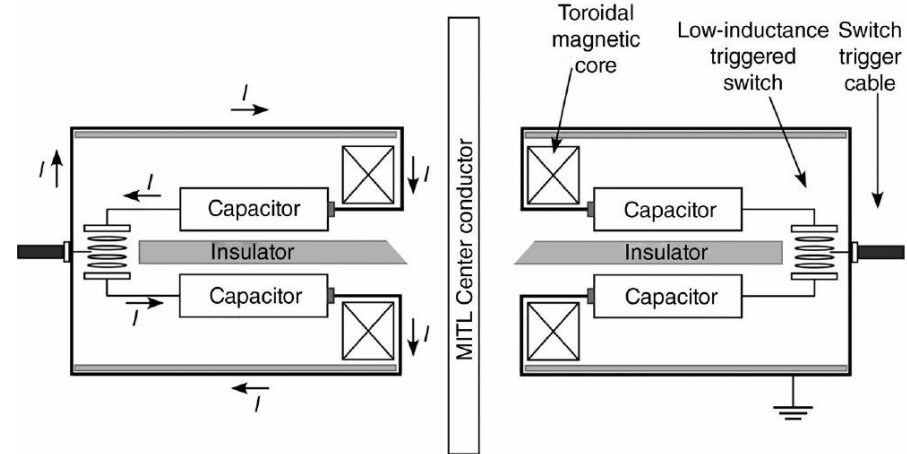 Toroidal
magnetic
core
Low-inductance
triggered
switch
Switch
trigger
cable
I
I
I
I
Capacitor
Insulator
Capacitor
I
I
I
MITL Center conductor
Capacitor
Insulator
Capacitor